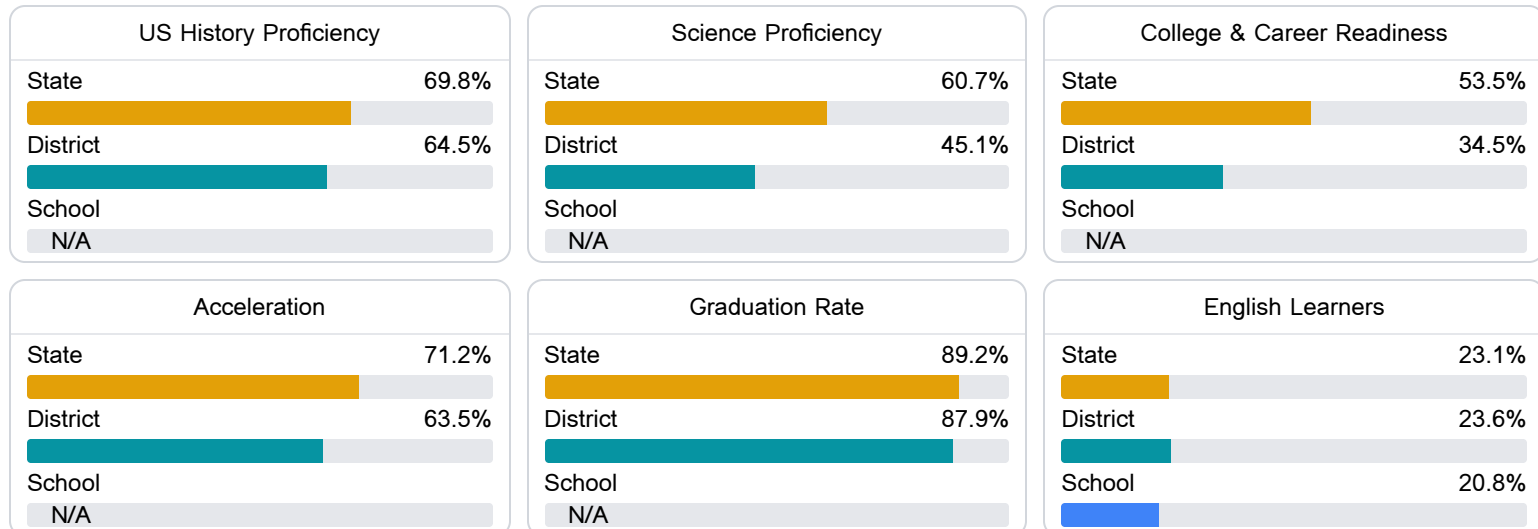 US History Proficiency
State 69.8%
District 64.5%
School
N/A
Science Proficiency
State 60.7%
District 45.1%
School
N/A
College & Career Readiness
State 53.5%
District 34.5%
School
N/A
Acceleration
State 71.2%
District 63.5%
School
N/A
Graduation Rate
State 89.2%
District 87.9%
School
N/A
English Learners
State 23.1%
District 23.6%
School 20.8%